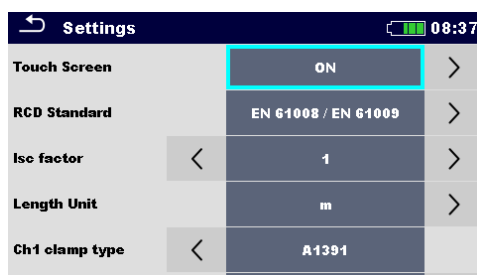 Settings 08:37
Touch Screen ON
RCD Standard EN 61008 / EN 61009
Isc factor 1
Length Unit m
Ch1 clamp type A1391